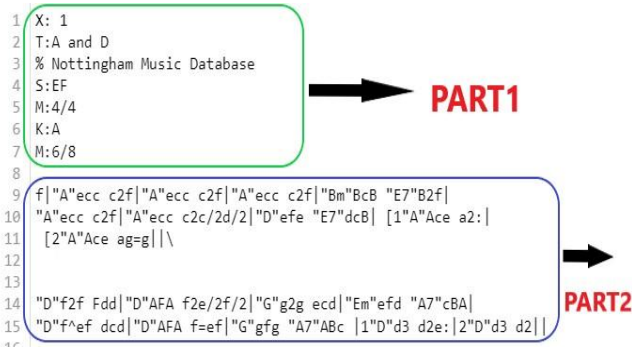 1 X: 1
2 T:A and D
3 % Nottingham Music Database
4 S:EF
5 M:4/4
6 K:A
7 M:6/8
PART1
8
9 f|"A"ecc c2f|"A"ecc c2f|"A"ecc c2f|"Bm"BcB "E7"B2f|
10 "A"ecc c2f|"A"ecc c2c/2d/2|"D"efe "E7"dcB| [1"A"Ace a2:|
11 [2"A"Ace ag=g||\
12
13
14 "D"f2f Fdd|"D"AFA f2e/2f/2|"G"g2g ecd|"Em"efd "A7"cBA|
PART2
15 "D"f^ef dcd|"D"AFA f=ef|"G"gfg "A7"ABc |1"D"d3 d2e:|2"D"d3 d2||
16